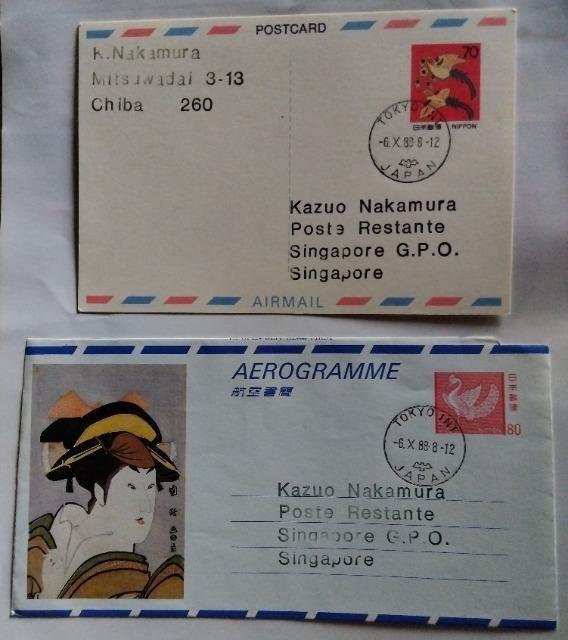 POSTCARD
K.Nakamura
Mitsuwadai 3-13
Chiba 260
70
日本郵便 NIPPON
TOKYO INT
-6.X.89 8-12
JAPAN
Kazuo Nakamura
Poste Restante
Singapore G.P.O.
Singapore
AIRMAIL
AEROGRAMME
航空書簡
日本郵便
80
TOKYO INT
-6.X.89 8-12
JAPAN
Kazuo Nakamura
Poste Restante
Singapore G.P.O.
Singapore